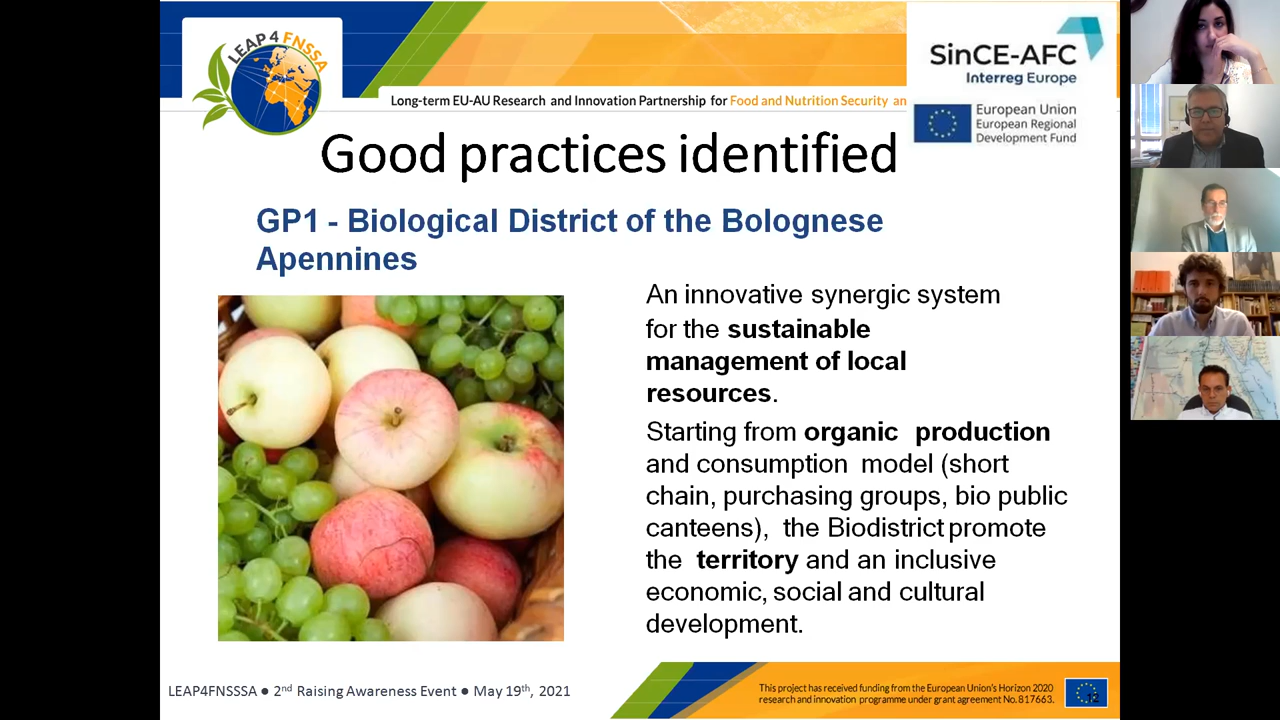 LEAP4FNSSA
SinCE-AFC
Interreg Europe
Long-term EU-AU Research and Innovation Partnership for Food and Nutrition Security an
European Union
European Regional
Development Fund
Good practices identified
GP1 - Biological District of the Bolognese
Apennines
An innovative synergic system
for the sustainable
management of local
resources.
Starting from organic production
and consumption model (short
chain, purchasing groups, bio public
canteens), the Biodistrict promote
the territory and an inclusive
economic, social and cultural
development.
LEAP4FNSSSA ● 2nd Raising Awareness Event ● May 19th, 2021
This project has received funding from the European Union's Horizon 2020
research and innovation programme under grant agreement No.817663.
12